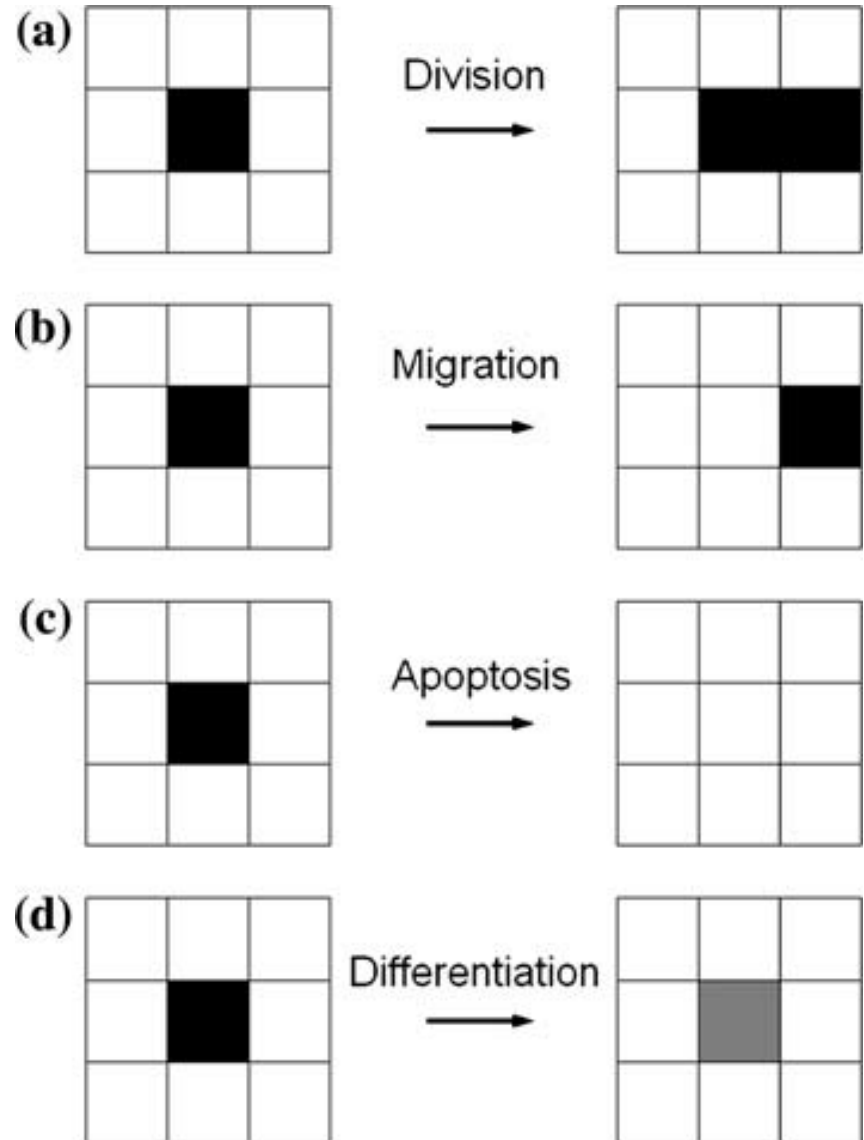 (a)
Division
(b)
Migration
(c)
Apoptosis
(d)
Differentiation